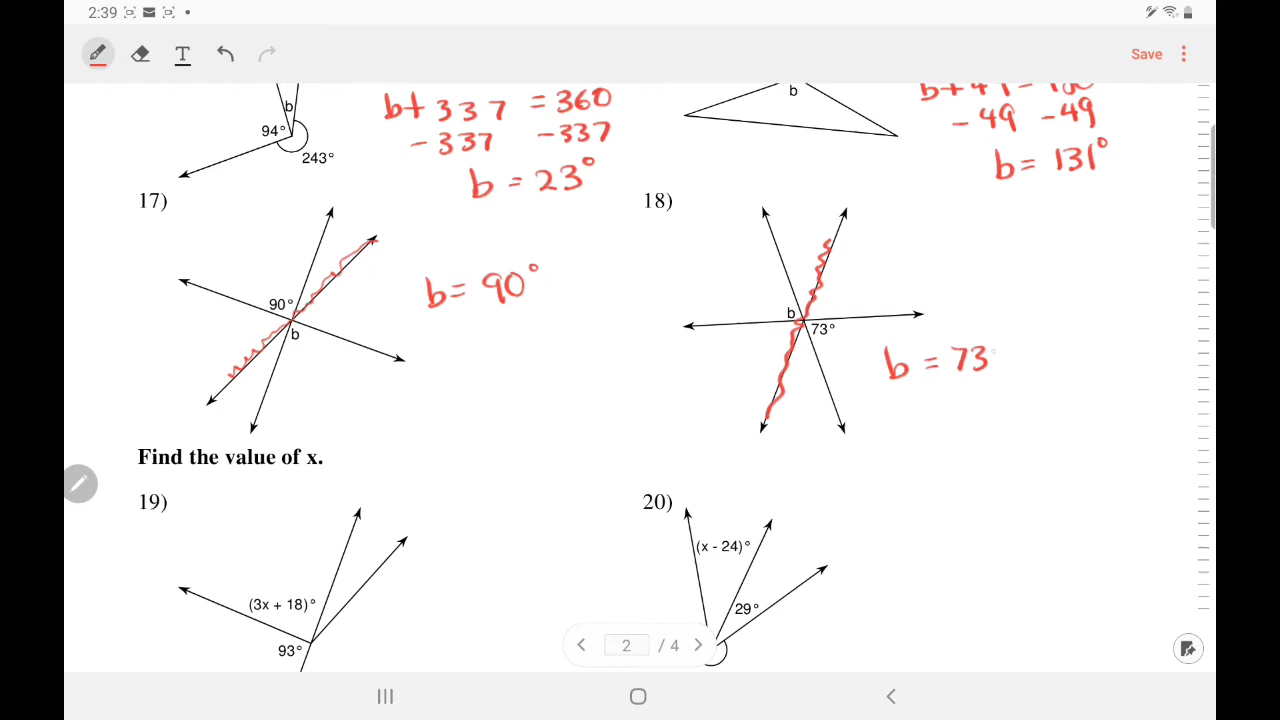 2:39
T Save
b
94°
243°
b+ 337 = 360
-337 -337
b = 23°
b
-49 -49
b = 131°
17)
90°
b
b = 90°
18)
b
73°
b = 73°
Find the value of x.
19)
(3x + 18)°
93°
20)
(x - 24)°
29°
2 / 4